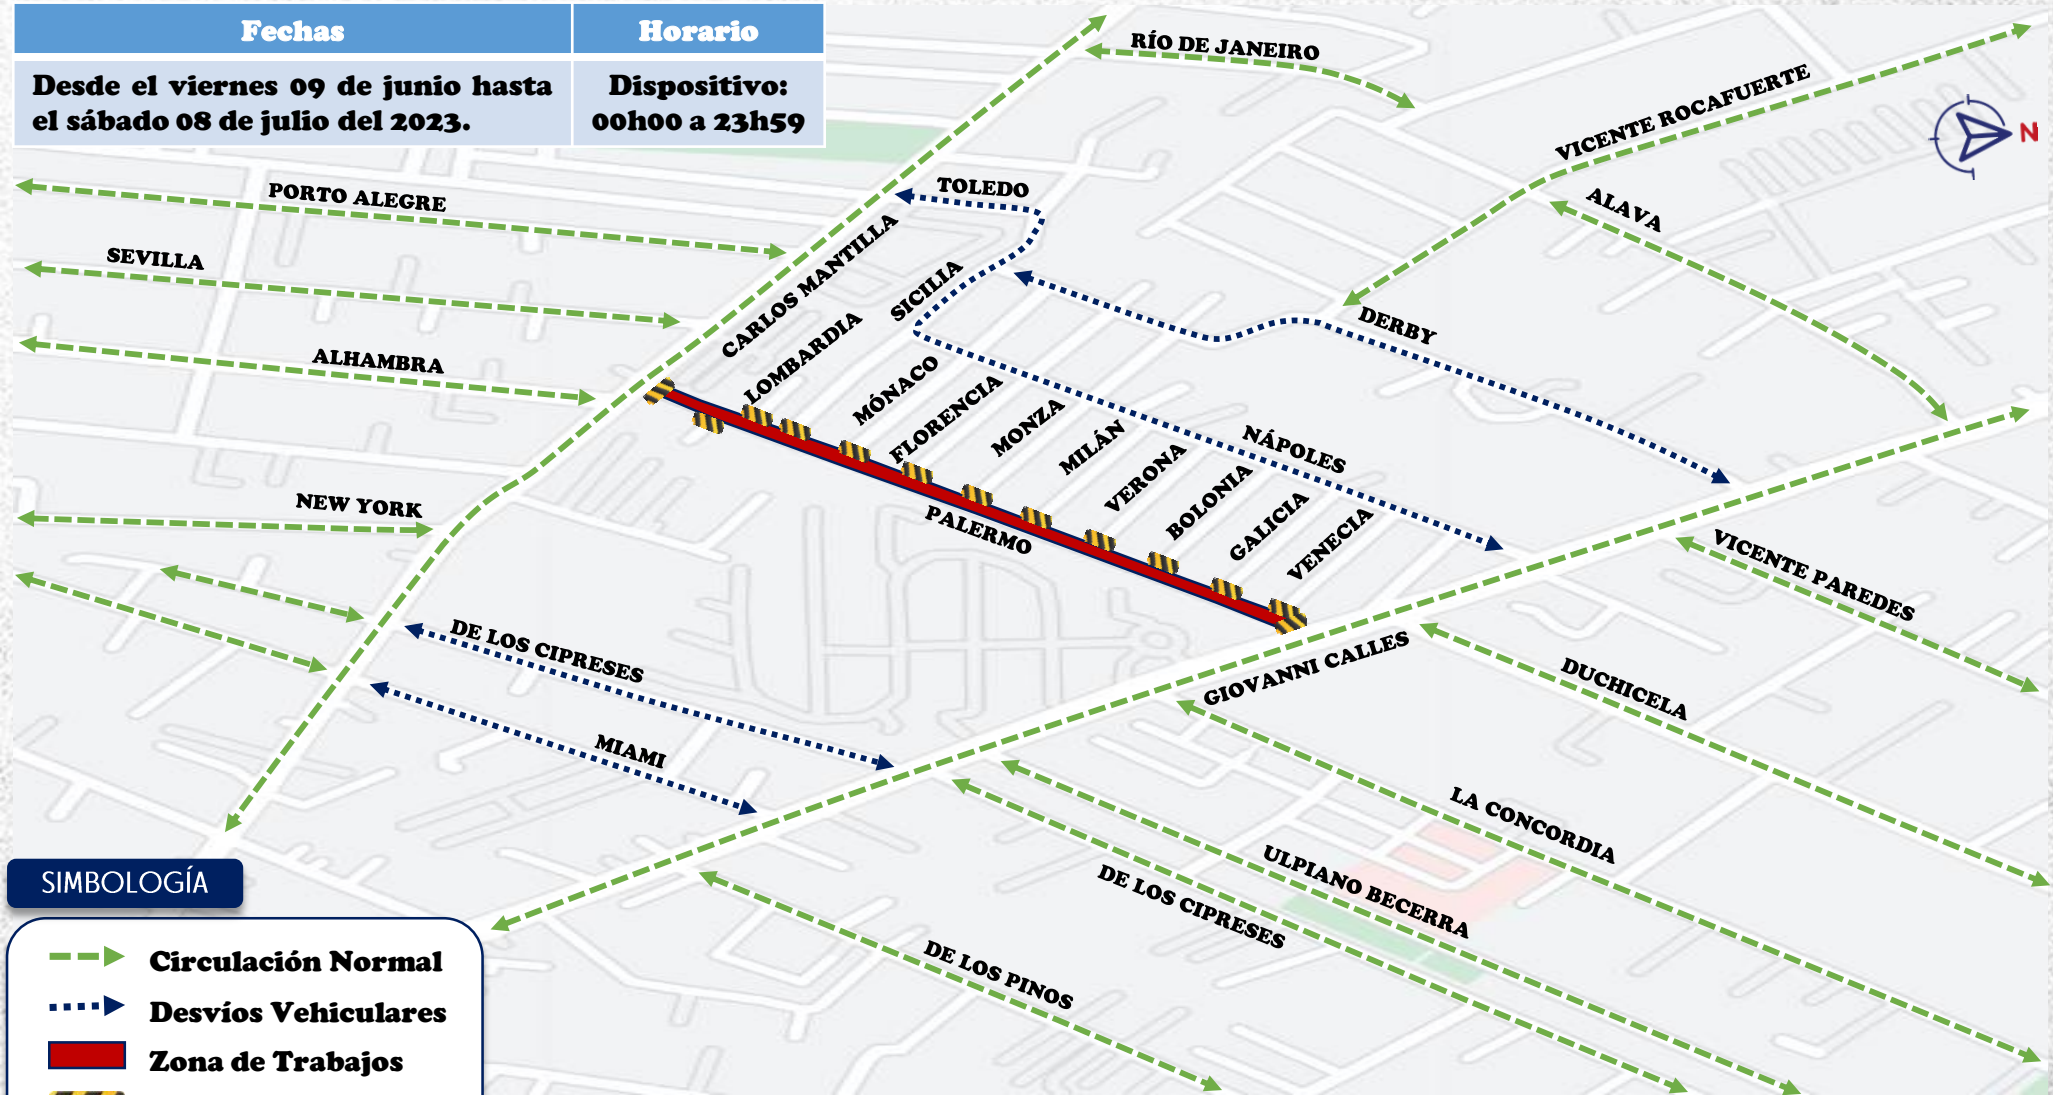 Fechas
Horario
Desde el viernes 09 de junio hasta
el sábado 08 de julio del 2023.
Dispositivo:
00h00 a 23h59
RÍO DE JANEIRO
VICENTE ROCAFUERTE
N
TOLEDO
PORTO ALEGRE
ALAVA
SEVILLA
CARLOS MANTILLA
SICILIA
LOMBARDIA
DERBY
ALHAMBRA
MÓNACO
FLORENCIA
MONZA
MILÁN
VERONA
NÁPOLES
BOLONIA
GALICIA
VENECIA
NEW YORK
PALERMO
VICENTE PAREDES
DE LOS CIPRESES
GIOVANNI CALLES
DUCHICELA
MIAMI
LA CONCORDIA
ULPIANO BECERRA
DE LOS CIPRESES
DE LOS PINOS
SIMBOLOGÍA
Circulación Normal
Desvíos Vehiculares
Zona de Trabajos